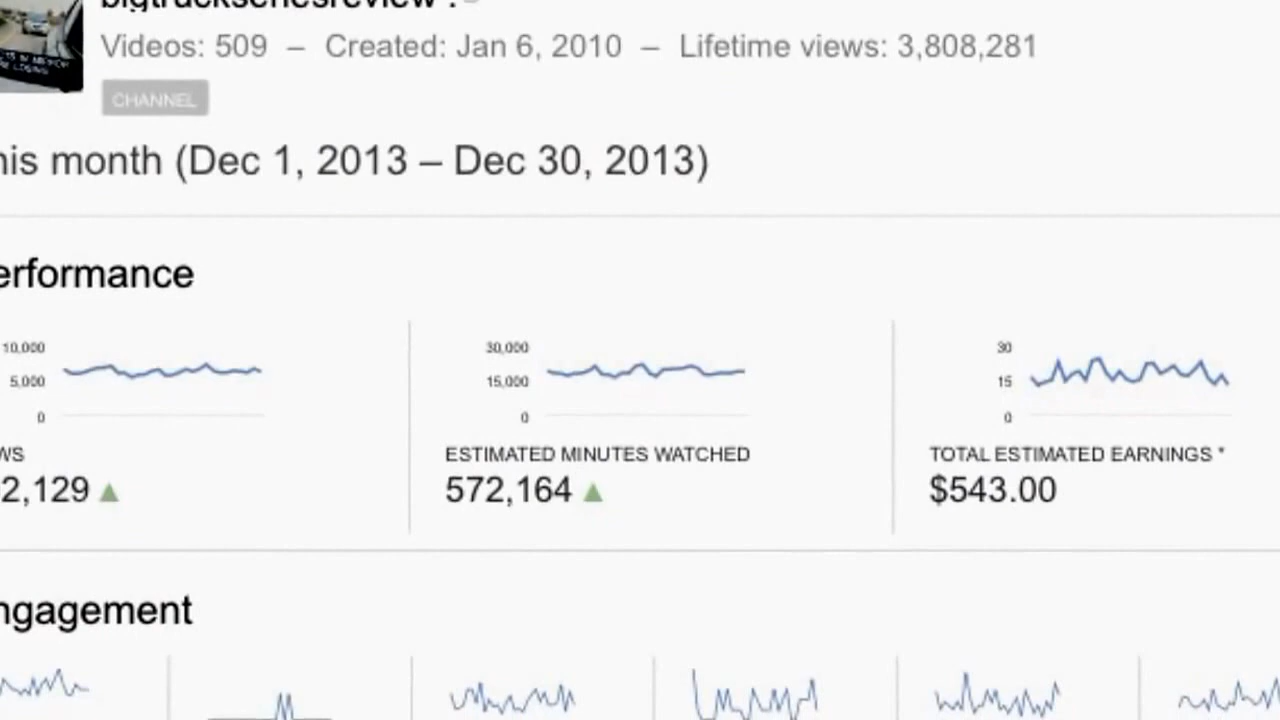 bigtruckseriesreview
Videos: 509 – Created: Jan 6, 2010 – Lifetime views: 3,808,281
CHANNEL
his month (Dec 1, 2013 – Dec 30, 2013)
erformance
10,000
5,000
0
30,000
15,000
0
30
15
0
WS
ESTIMATED MINUTES WATCHED
TOTAL ESTIMATED EARNINGS *
2,129
572,164
$543.00
ngagement